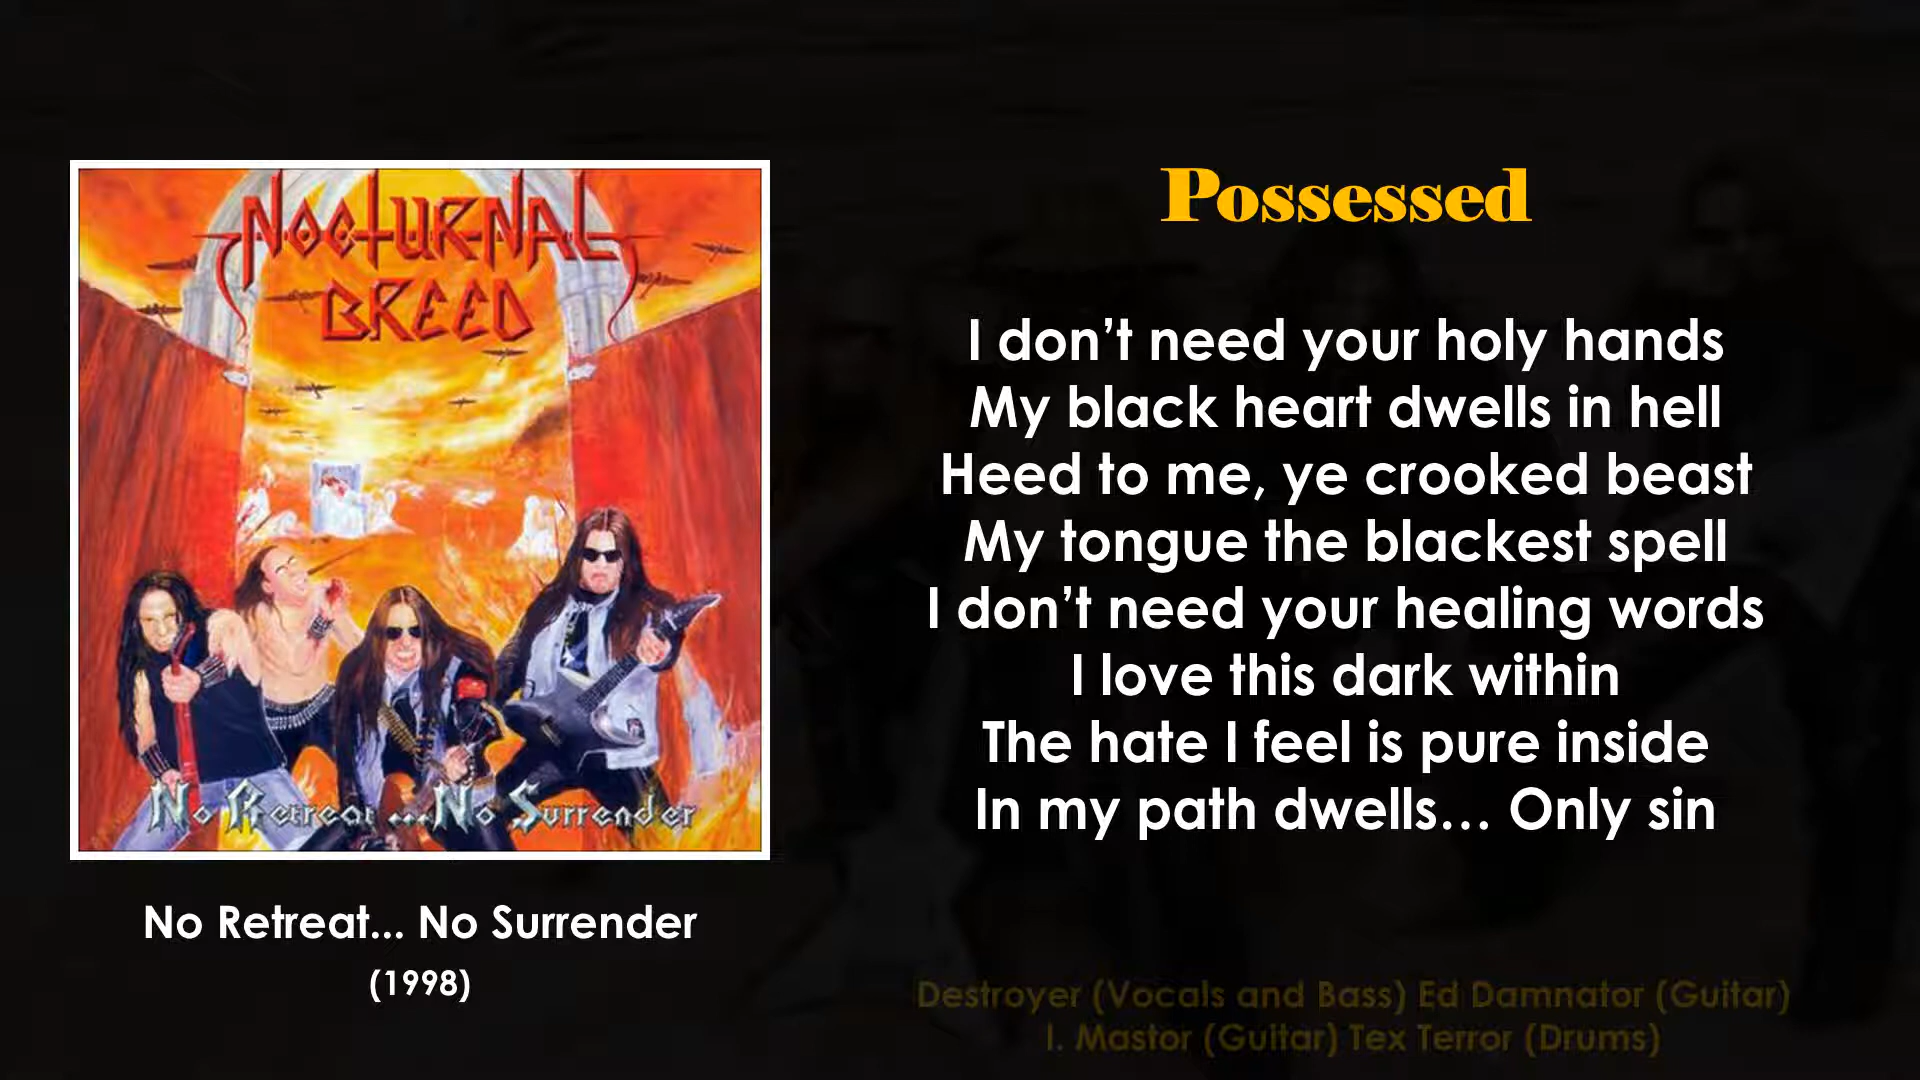 NOCTURNAL
BREED
No Retreat ...No Surrender
No Retreat... No Surrender
(1998)
Possessed
I don’t need your holy hands
My black heart dwells in hell
Heed to me, ye crooked beast
My tongue the blackest spell
I don’t need your healing words
I love this dark within
The hate I feel is pure inside
In my path dwells… Only sin
Destroyer (Vocals and Bass) Ed Damnator (Guitar)
I. Mastor (Guitar) Tex Terror (Drums)